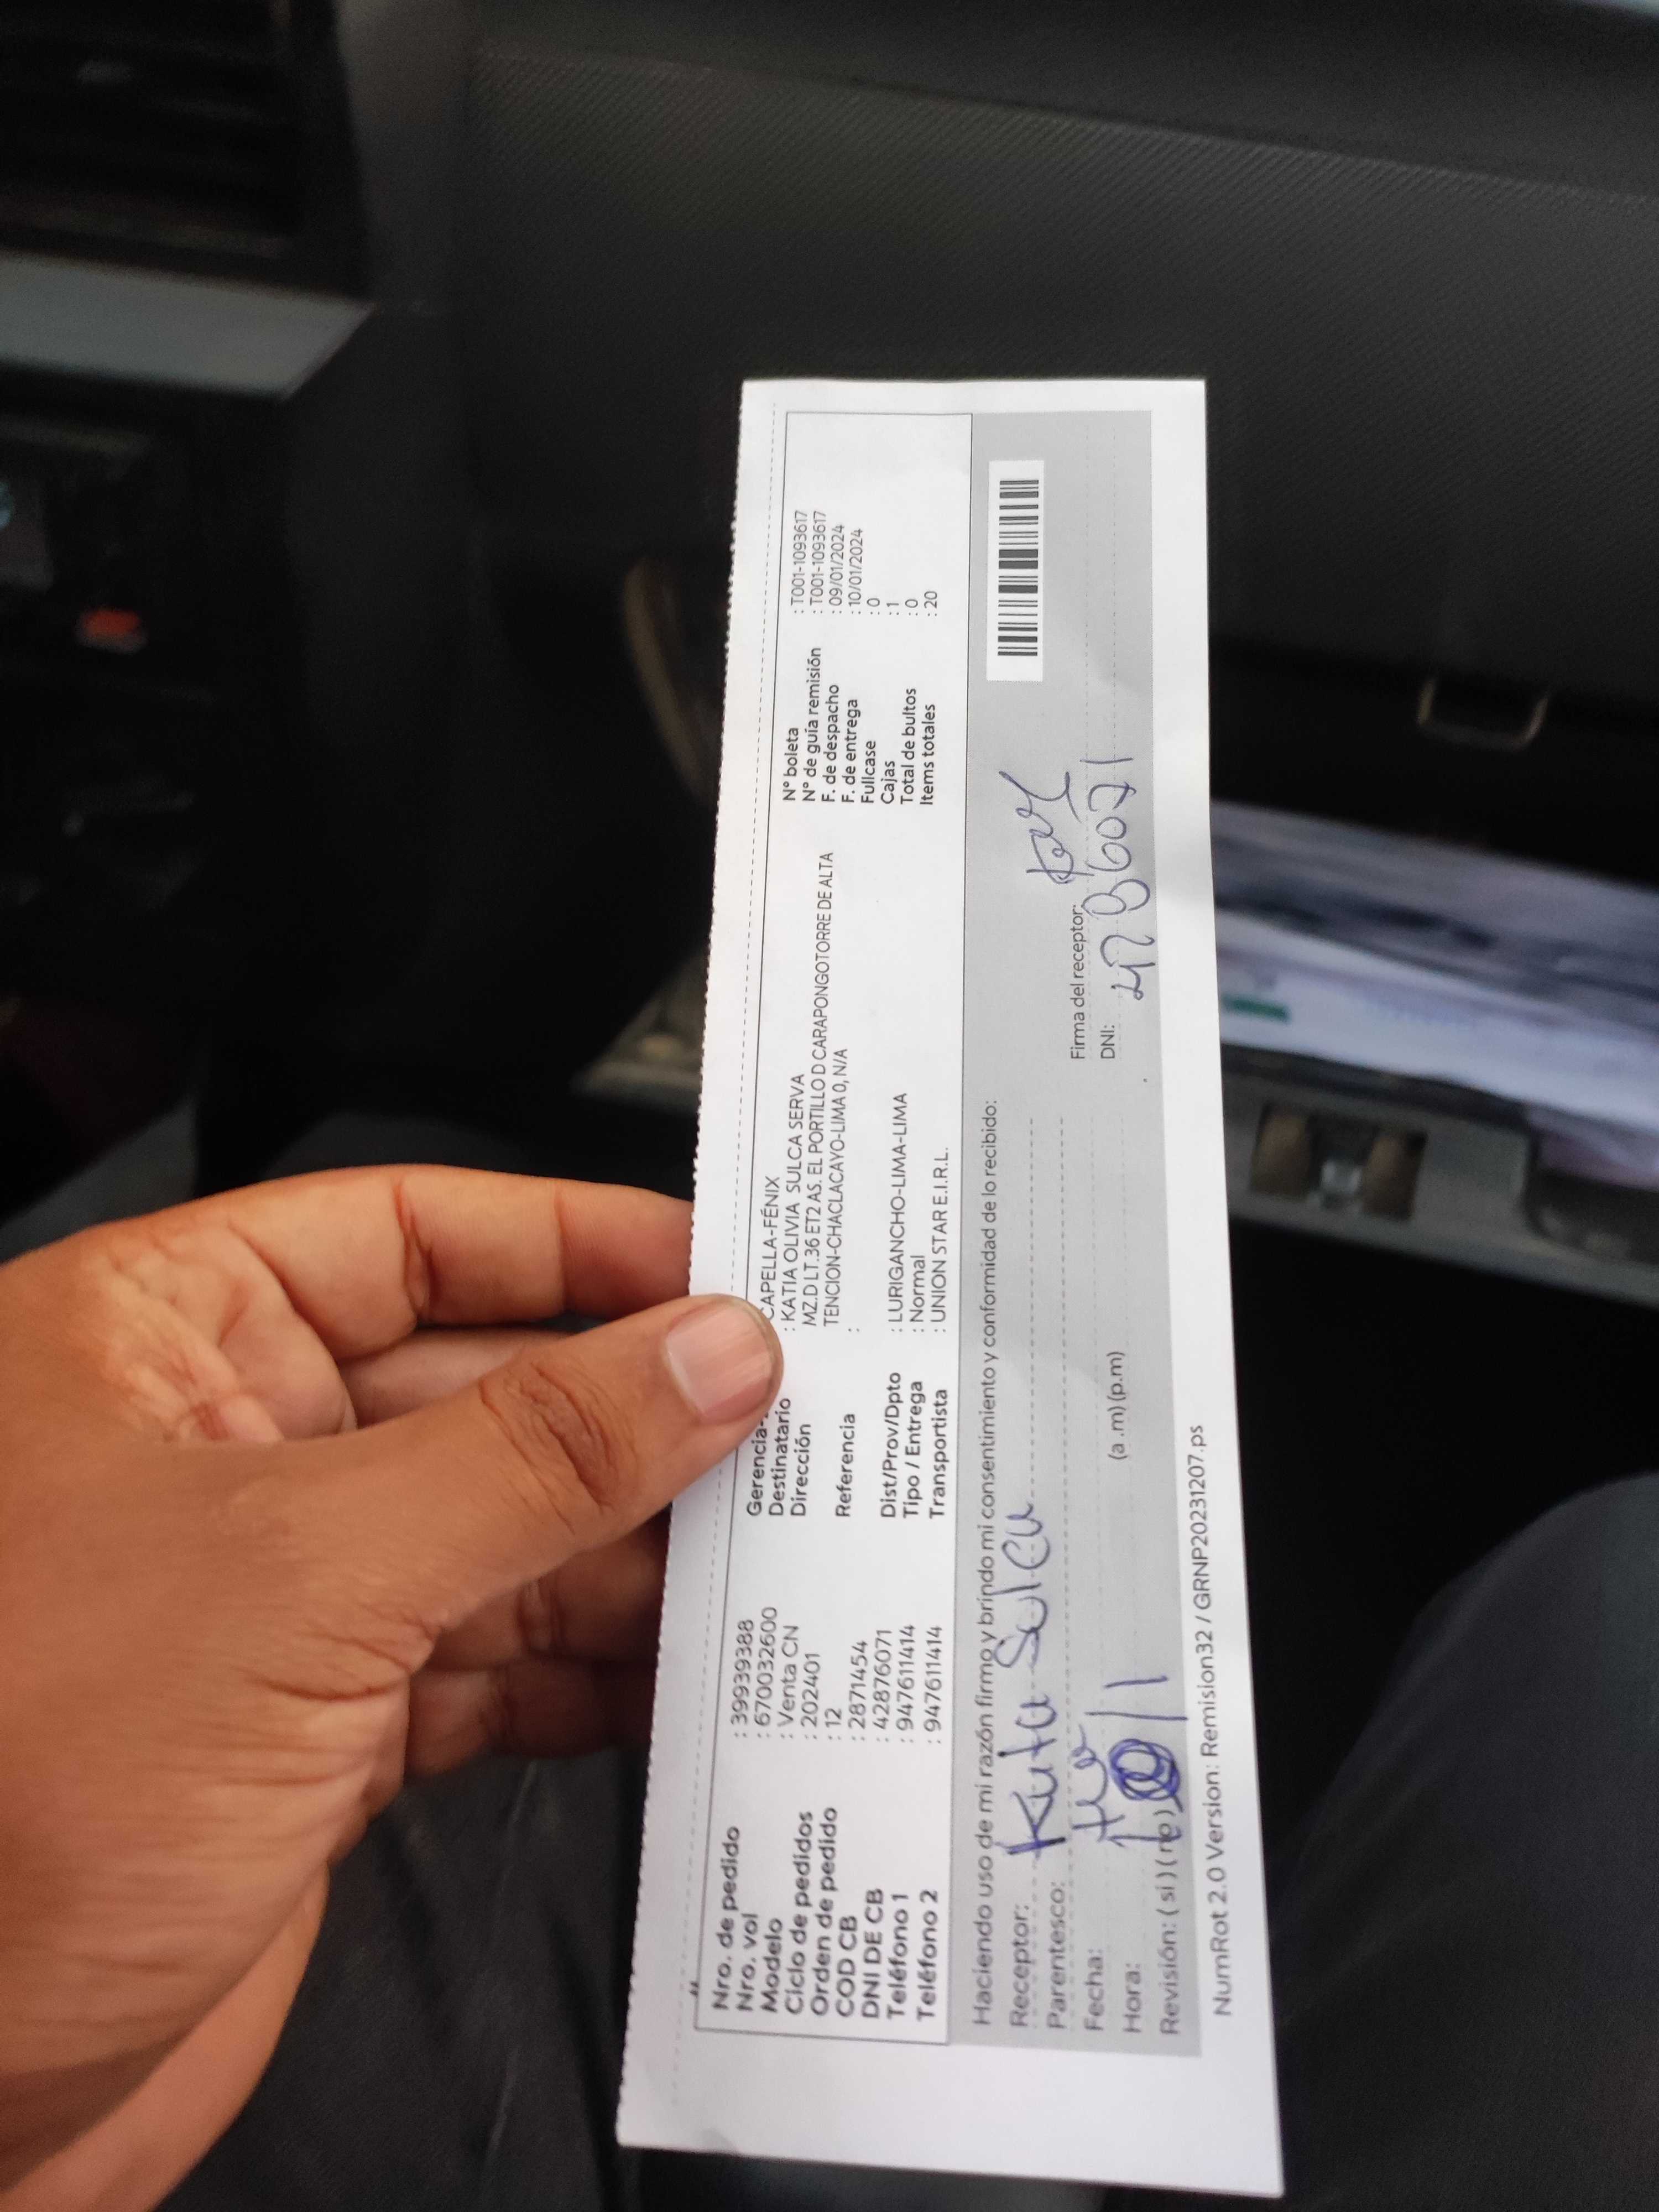 Nro. de pedido : 39939388
Nro. vol : 670032600
Modelo : Venta CN
Ciclo de pedidos : 202401
Orden de pedido : 12
COD CB : 2871454
DNI DE CB : 42876071
Teléfono 1 : 947611414
Teléfono 2 : 947611414
Gerencia- CAPELLA-FÉNIX
Destinatario : KATIA OLIVIA SULCA SERVA
Dirección MZ.D LT.36 ET2 AS. EL PORTILLO D CARAPONGOTORRE DE ALTA
TENCION-CHACLACAYO-LIMA 0, N/A
Referencia :
Dist/Prov/Dpto : LURIGANCHO-LIMA-LIMA
Tipo / Entrega : Normal
Transportista : UNION STAR E.I.R.L.
N° boleta : T001-1093617
N° de guía remisión : T001-1093617
F. de despacho : 09/01/2024
F. de entrega : 10/01/2024
Fullcase : 0
Cajas : 1
Total de bultos : 0
Items totales : 20
Haciendo uso de mi razón firmo y brindo mi consentimiento y conformidad de lo recibido:
Receptor: Katia Sulca
Parentesco:
Fecha:
Hora: (a .m) (p.m)
Revisión: ( si ) ( no )
Firma del receptor:
DNI:
NumRot 2.0 Version: Remision32 / GRNP20231207.ps